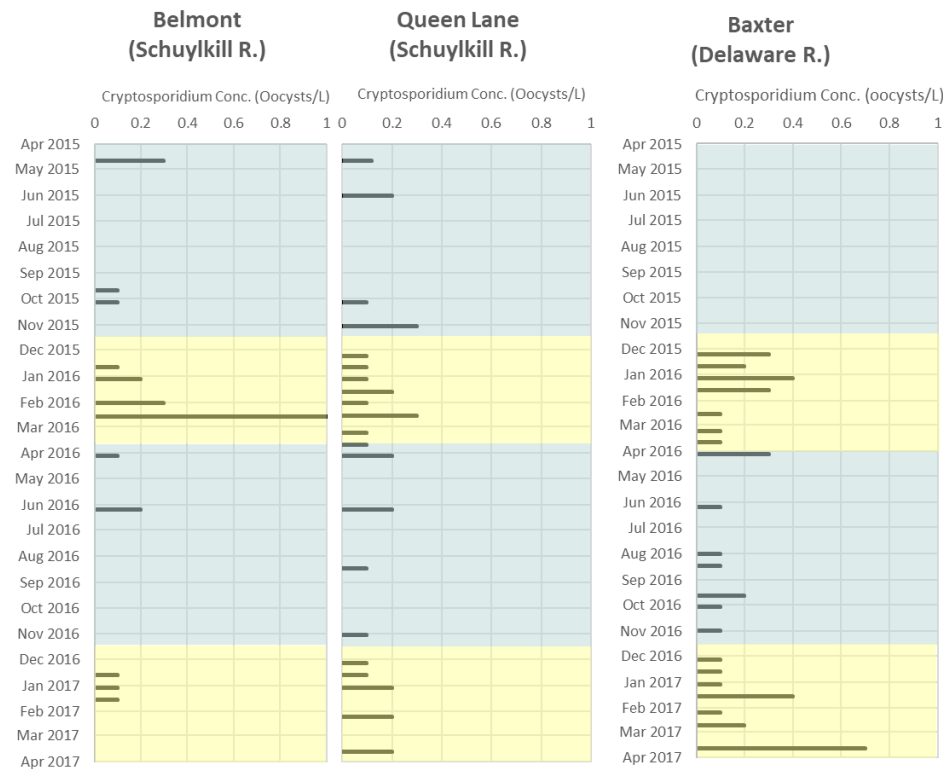 Belmont
(Schuylkill R.)
Cryptosporidium Conc. (Oocysts/L)
0 0.2 0.4 0.6 0.8 1
Apr 2015
May 2015
Jun 2015
Jul 2015
Aug 2015
Sep 2015
Oct 2015
Nov 2015
Dec 2015
Jan 2016
Feb 2016
Mar 2016
Apr 2016
May 2016
Jun 2016
Jul 2016
Aug 2016
Sep 2016
Oct 2016
Nov 2016
Dec 2016
Jan 2017
Feb 2017
Mar 2017
Apr 2017
Queen Lane
(Schuylkill R.)
Cryptosporidium Conc. (Oocysts/L)
0 0.2 0.4 0.6 0.8 1
Baxter
(Delaware R.)
Cryptosporidium Conc. (oocysts/L)
0 0.2 0.4 0.6 0.8 1
Apr 2015
May 2015
Jun 2015
Jul 2015
Aug 2015
Sep 2015
Oct 2015
Nov 2015
Dec 2015
Jan 2016
Feb 2016
Mar 2016
Apr 2016
May 2016
Jun 2016
Jul 2016
Aug 2016
Sep 2016
Oct 2016
Nov 2016
Dec 2016
Jan 2017
Feb 2017
Mar 2017
Apr 2017